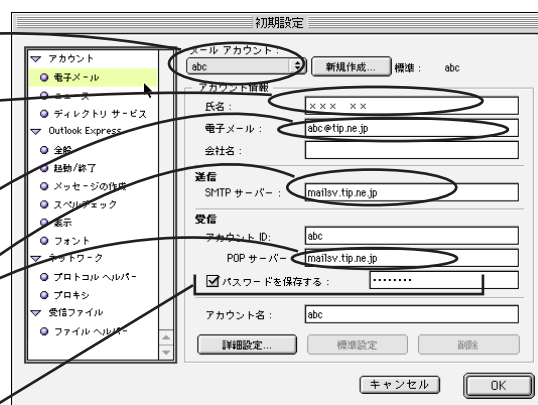 初期設定
アカウント
電子メール
ニュース
ディレクトリ サービス
Outlook Express
全般
起動/終了
メッセージの作成
スペルチェック
表示
フォント
ネットワーク
プロトコル ヘルパー
プロキシ
受信ファイル
ファイル ヘルパー
メール アカウント:
abc
新規作成... 標準: abc
アカウント情報
氏名: ××× ××
電子メール: abc@tip.ne.jp
会社名:
送信
SMTP サーバー: mailsv.tip.ne.jp
受信
アカウント ID: abc
POP サーバー mailsv.tip.ne.jp
パスワードを保存する: ••••••••
アカウント名: abc
詳細設定... 標準設定 削除
キャンセル OK